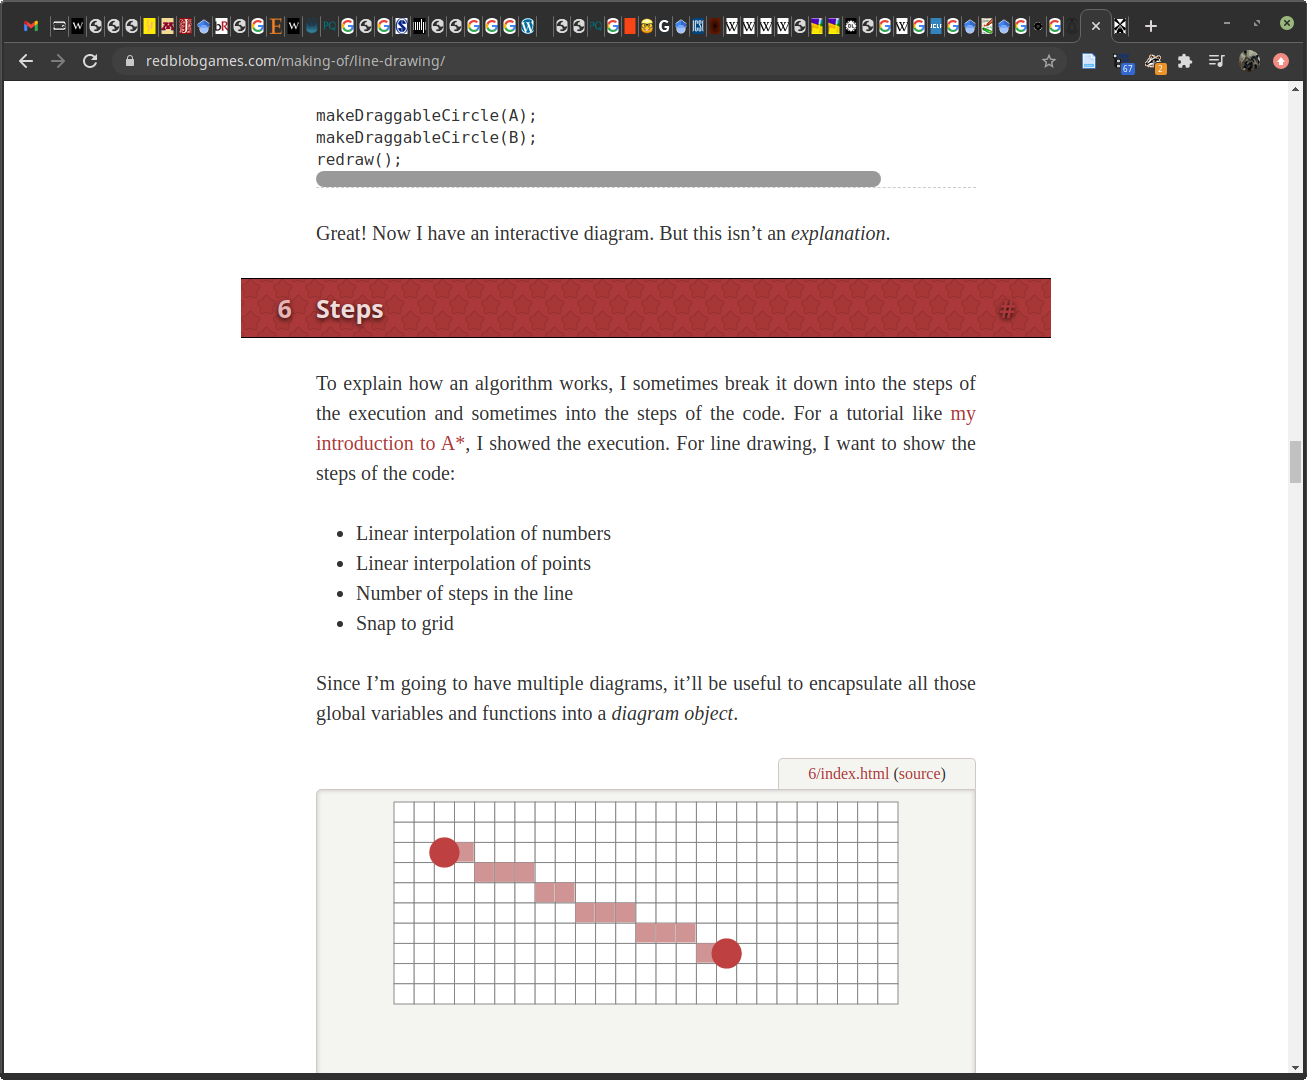 redblobgames.com/making-of/line-drawing/
67
2
makeDraggableCircle(A);
makeDraggableCircle(B);
redraw();
Great! Now I have an interactive diagram. But this isn’t an explanation.
6 Steps #
To explain how an algorithm works, I sometimes break it down into the steps of
the execution and sometimes into the steps of the code. For a tutorial like my
introduction to A*, I showed the execution. For line drawing, I want to show the
steps of the code:
• Linear interpolation of numbers
• Linear interpolation of points
• Number of steps in the line
• Snap to grid
Since I’m going to have multiple diagrams, it’ll be useful to encapsulate all those
global variables and functions into a diagram object.
6/index.html (source)